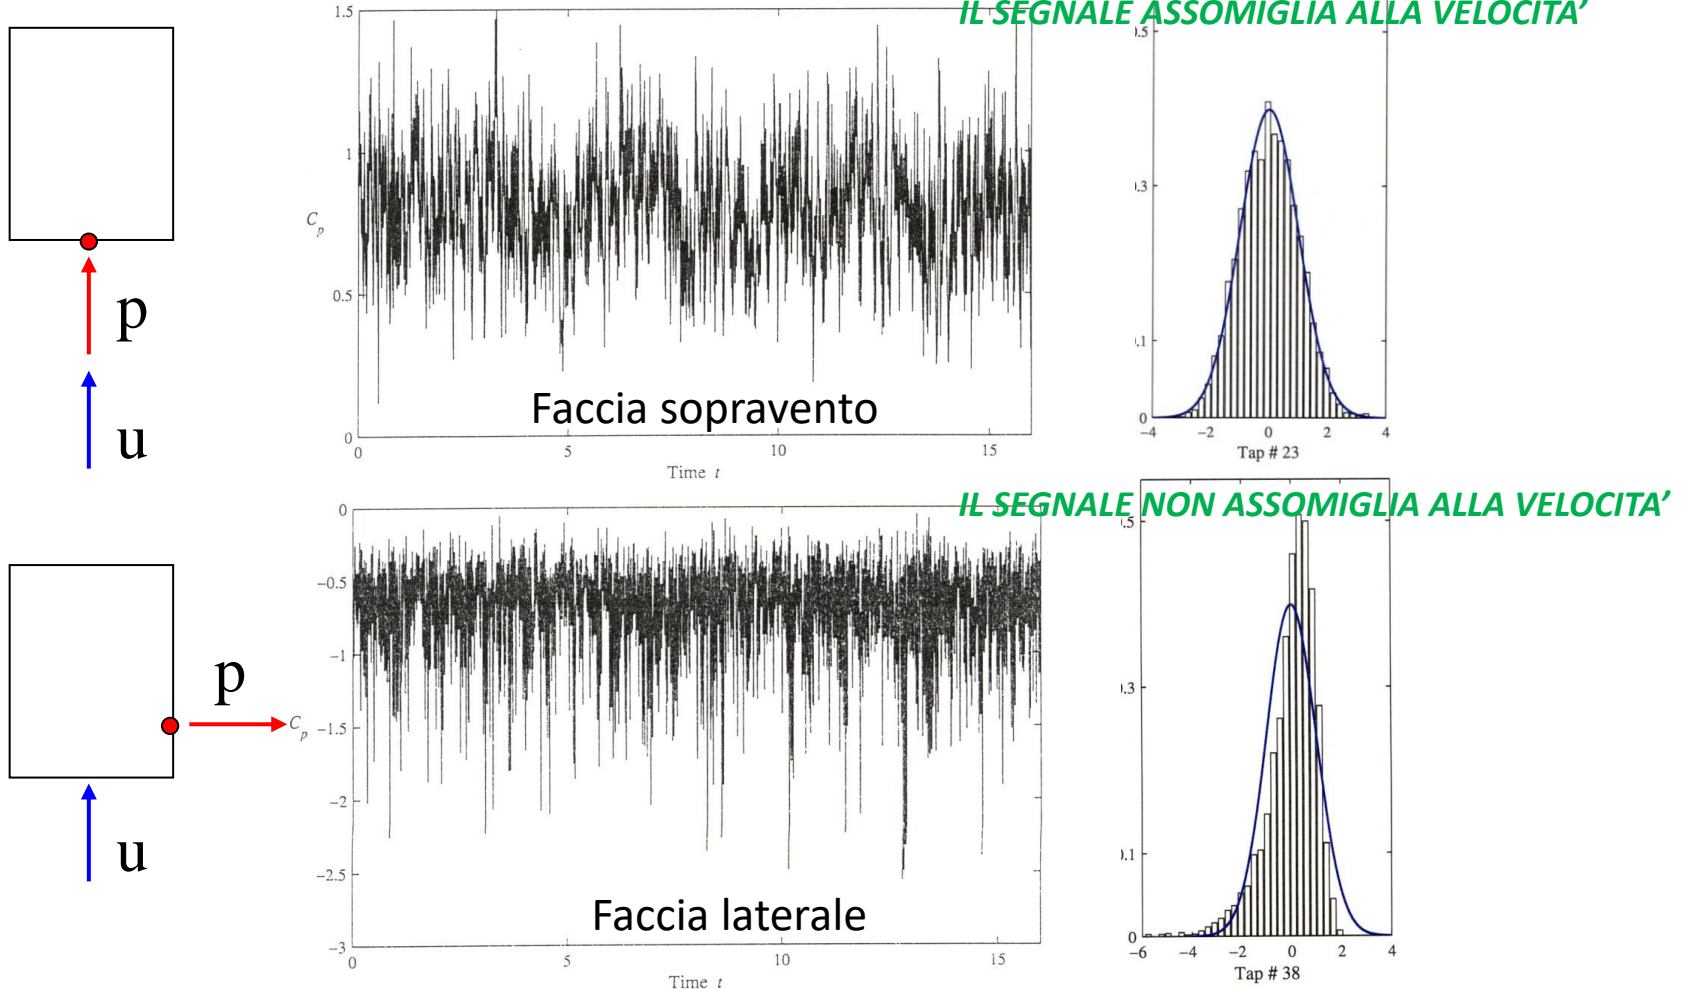 IL SEGNALE ASSOMIGLIA ALLA VELOCITA’
p
u
1.5
1
C
p
0.5
0
0
5
10
15
Time t
Faccia sopravento
).5
).3
).1
0
−4
−2
0
2
4
Tap # 23
IL SEGNALE NON ASSOMIGLIA ALLA VELOCITA’
p
u
0
−0.5
−1
C
p
−1.5
−2
−2.5
−3
0
5
10
15
Time t
Faccia laterale
).5
).3
).1
0
−6
−4
−2
0
2
4
Tap # 38